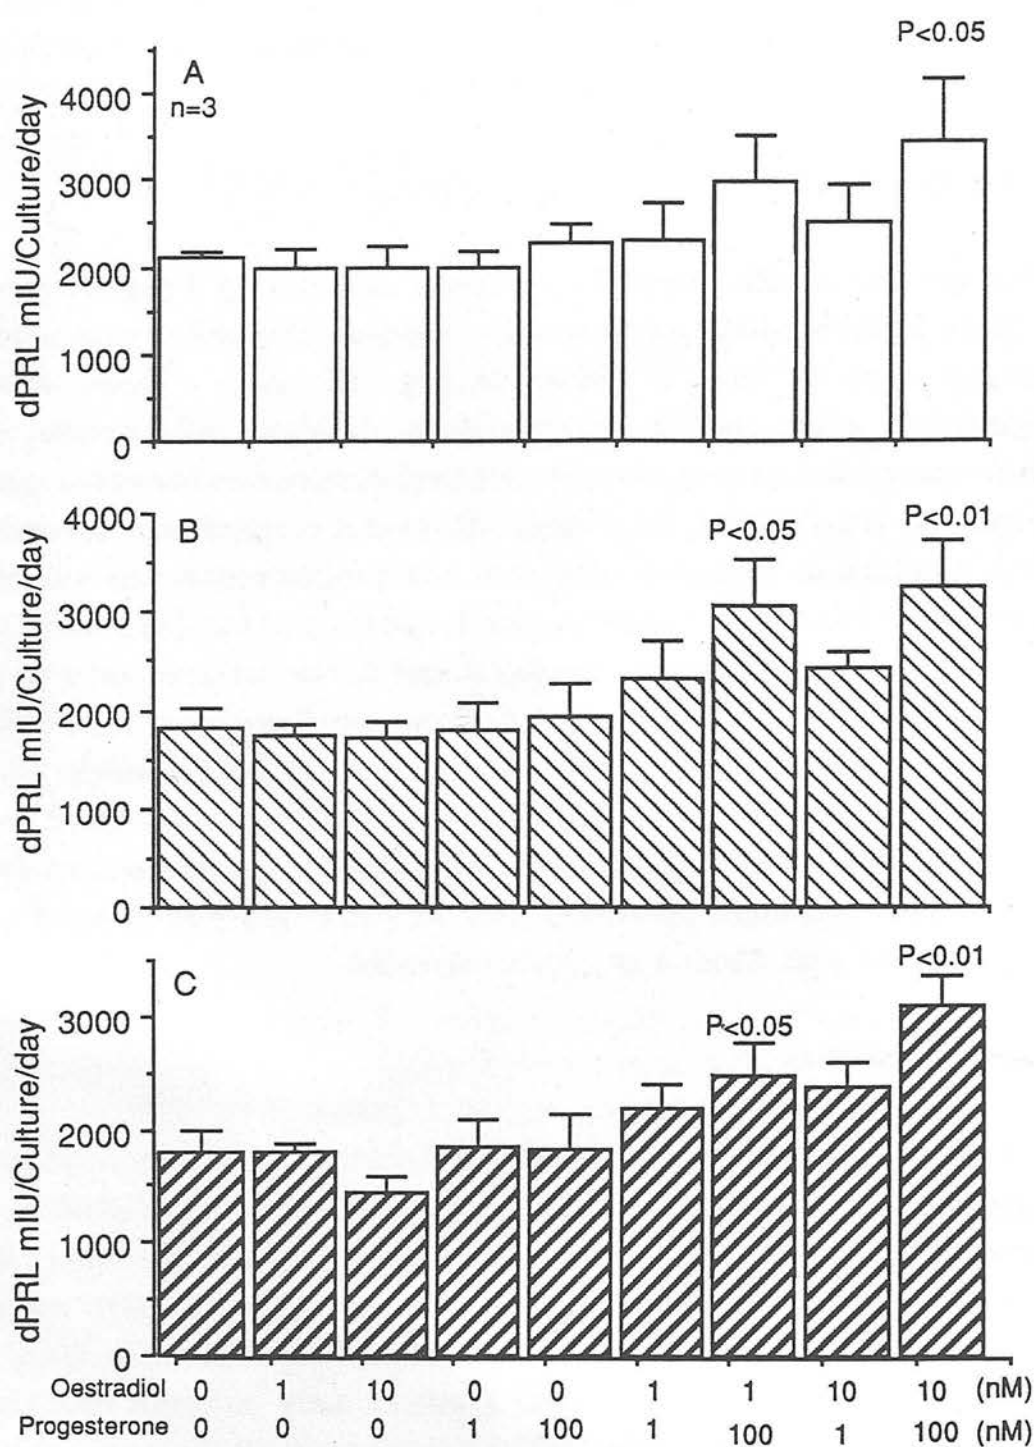 P<0.05
A
n=3
dPRL mIU/Culture/day
4000
3000
2000
1000
0
P<0.01
P<0.05
B
dPRL mIU/Culture/day
4000
3000
2000
1000
0
P<0.01
P<0.05
C
dPRL mIU/Culture/day
3000
2000
1000
0
Oestradiol 0 1 10 0 0 1 1 10 10 (nM)
Progesterone 0 0 0 1 100 1 100 1 100 (nM)